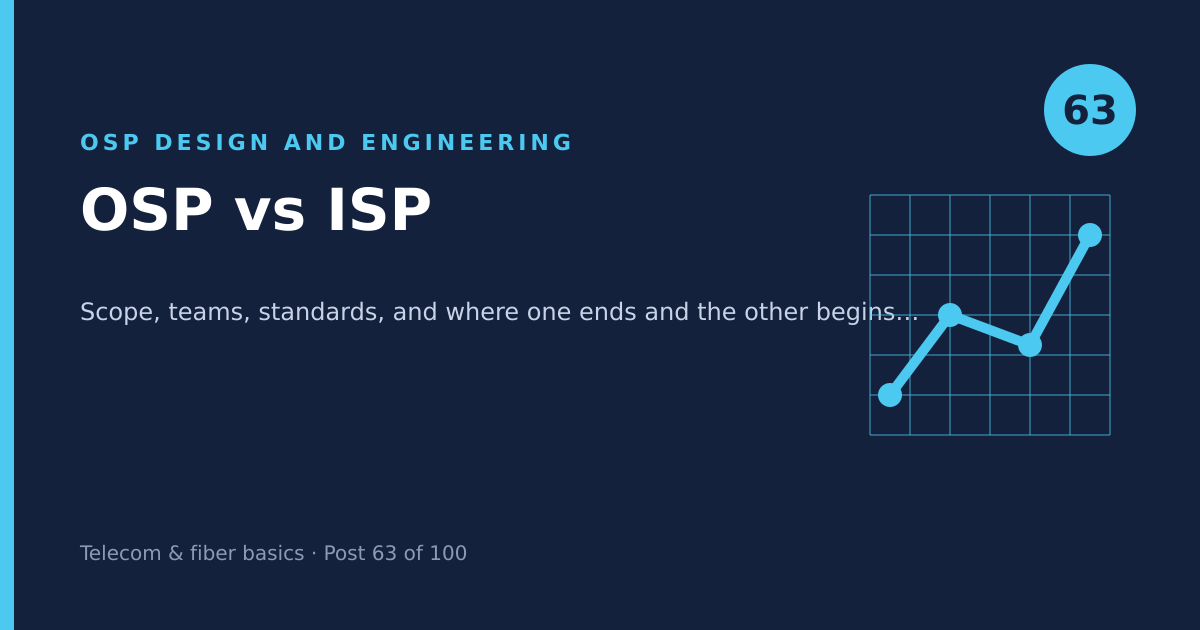 63
OSP DESIGN AND ENGINEERING
OSP vs ISP
Scope, teams, standards, and where one ends and the other begins…
Telecom & fiber basics · Post 63 of 100